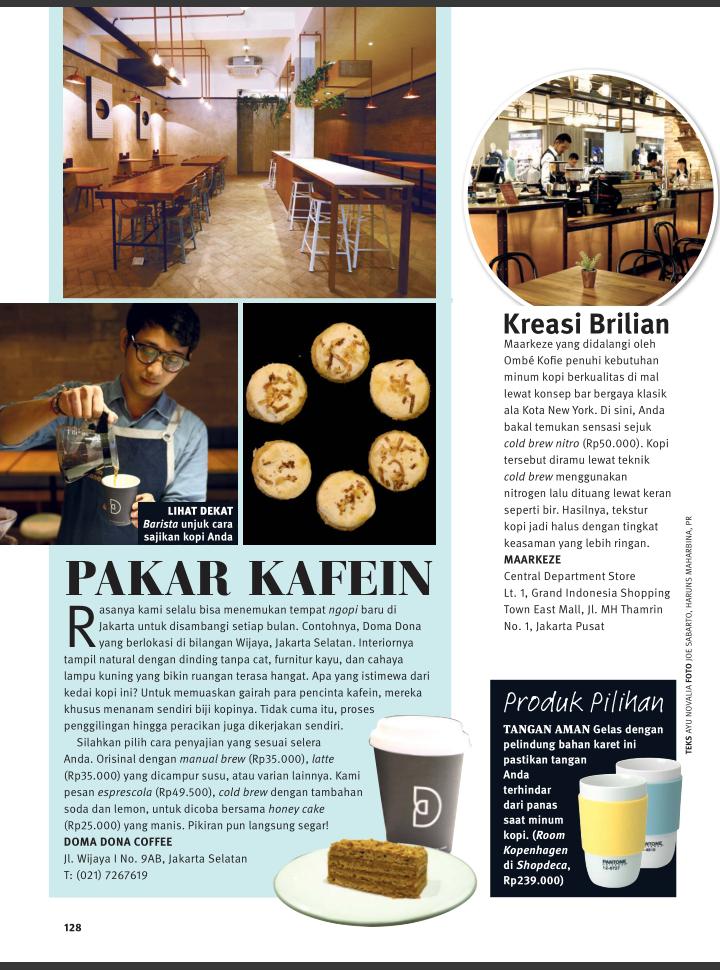 LIHAT DEKAT
Barista unjuk cara
sajikan kopi Anda
PAKAR KAFEIN
Rasanya kami selalu bisa menemukan tempat ngopi baru di
Jakarta untuk disambangi setiap bulan. Contohnya, Doma Dona
yang berlokasi di bilangan Wijaya, Jakarta Selatan. Interiornya
tampil natural dengan dinding tanpa cat, furnitur kayu, dan cahaya
lampu kuning yang bikin ruangan terasa hangat. Apa yang istimewa dari
kedai kopi ini? Untuk memuaskan gairah para pencinta kafein, mereka
khusus menanam sendiri biji kopinya. Tidak cuma itu, proses
penggilingan hingga peracikan juga dikerjakan sendiri.
Silahkan pilih cara penyajian yang sesuai selera
Anda. Orisinal dengan manual brew (Rp35.000), latte
(Rp35.000) yang dicampur susu, atau varian lainnya. Kami
pesan esprescola (Rp49.500), cold brew dengan tambahan
soda dan lemon, untuk dicoba bersama honey cake
(Rp25.000) yang manis. Pikiran pun langsung segar!
DOMA DONA COFFEE
Jl. Wijaya I No. 9AB, Jakarta Selatan
T: (021) 7267619
Kreasi Brilian
Maarkeze yang didalangi oleh
Ombé Kofie penuhi kebutuhan
minum kopi berkualitas di mal
lewat konsep bar bergaya klasik
ala Kota New York. Di sini, Anda
bakal temukan sensasi sejuk
cold brew nitro (Rp50.000). Kopi
tersebut diramu lewat teknik
cold brew menggunakan
nitrogen lalu dituang lewat keran
seperti bir. Hasilnya, tekstur
kopi jadi halus dengan tingkat
keasaman yang lebih ringan.
MAARKEZE
Central Department Store
Lt. 1, Grand Indonesia Shopping
Town East Mall, Jl. MH Thamrin
No. 1, Jakarta Pusat
Produk Pilihan
TANGAN AMAN Gelas dengan
pelindung bahan karet ini
pastikan tangan
Anda
terhindar
dari panas
saat minum
kopi. (Room
Kopenhagen
di Shopdeca,
Rp239.000)
PANTONE
PANTONE
TEKS AYU NOVALIA FOTO JOE SABARTO, HARUNS MAHARBINA, PR
128